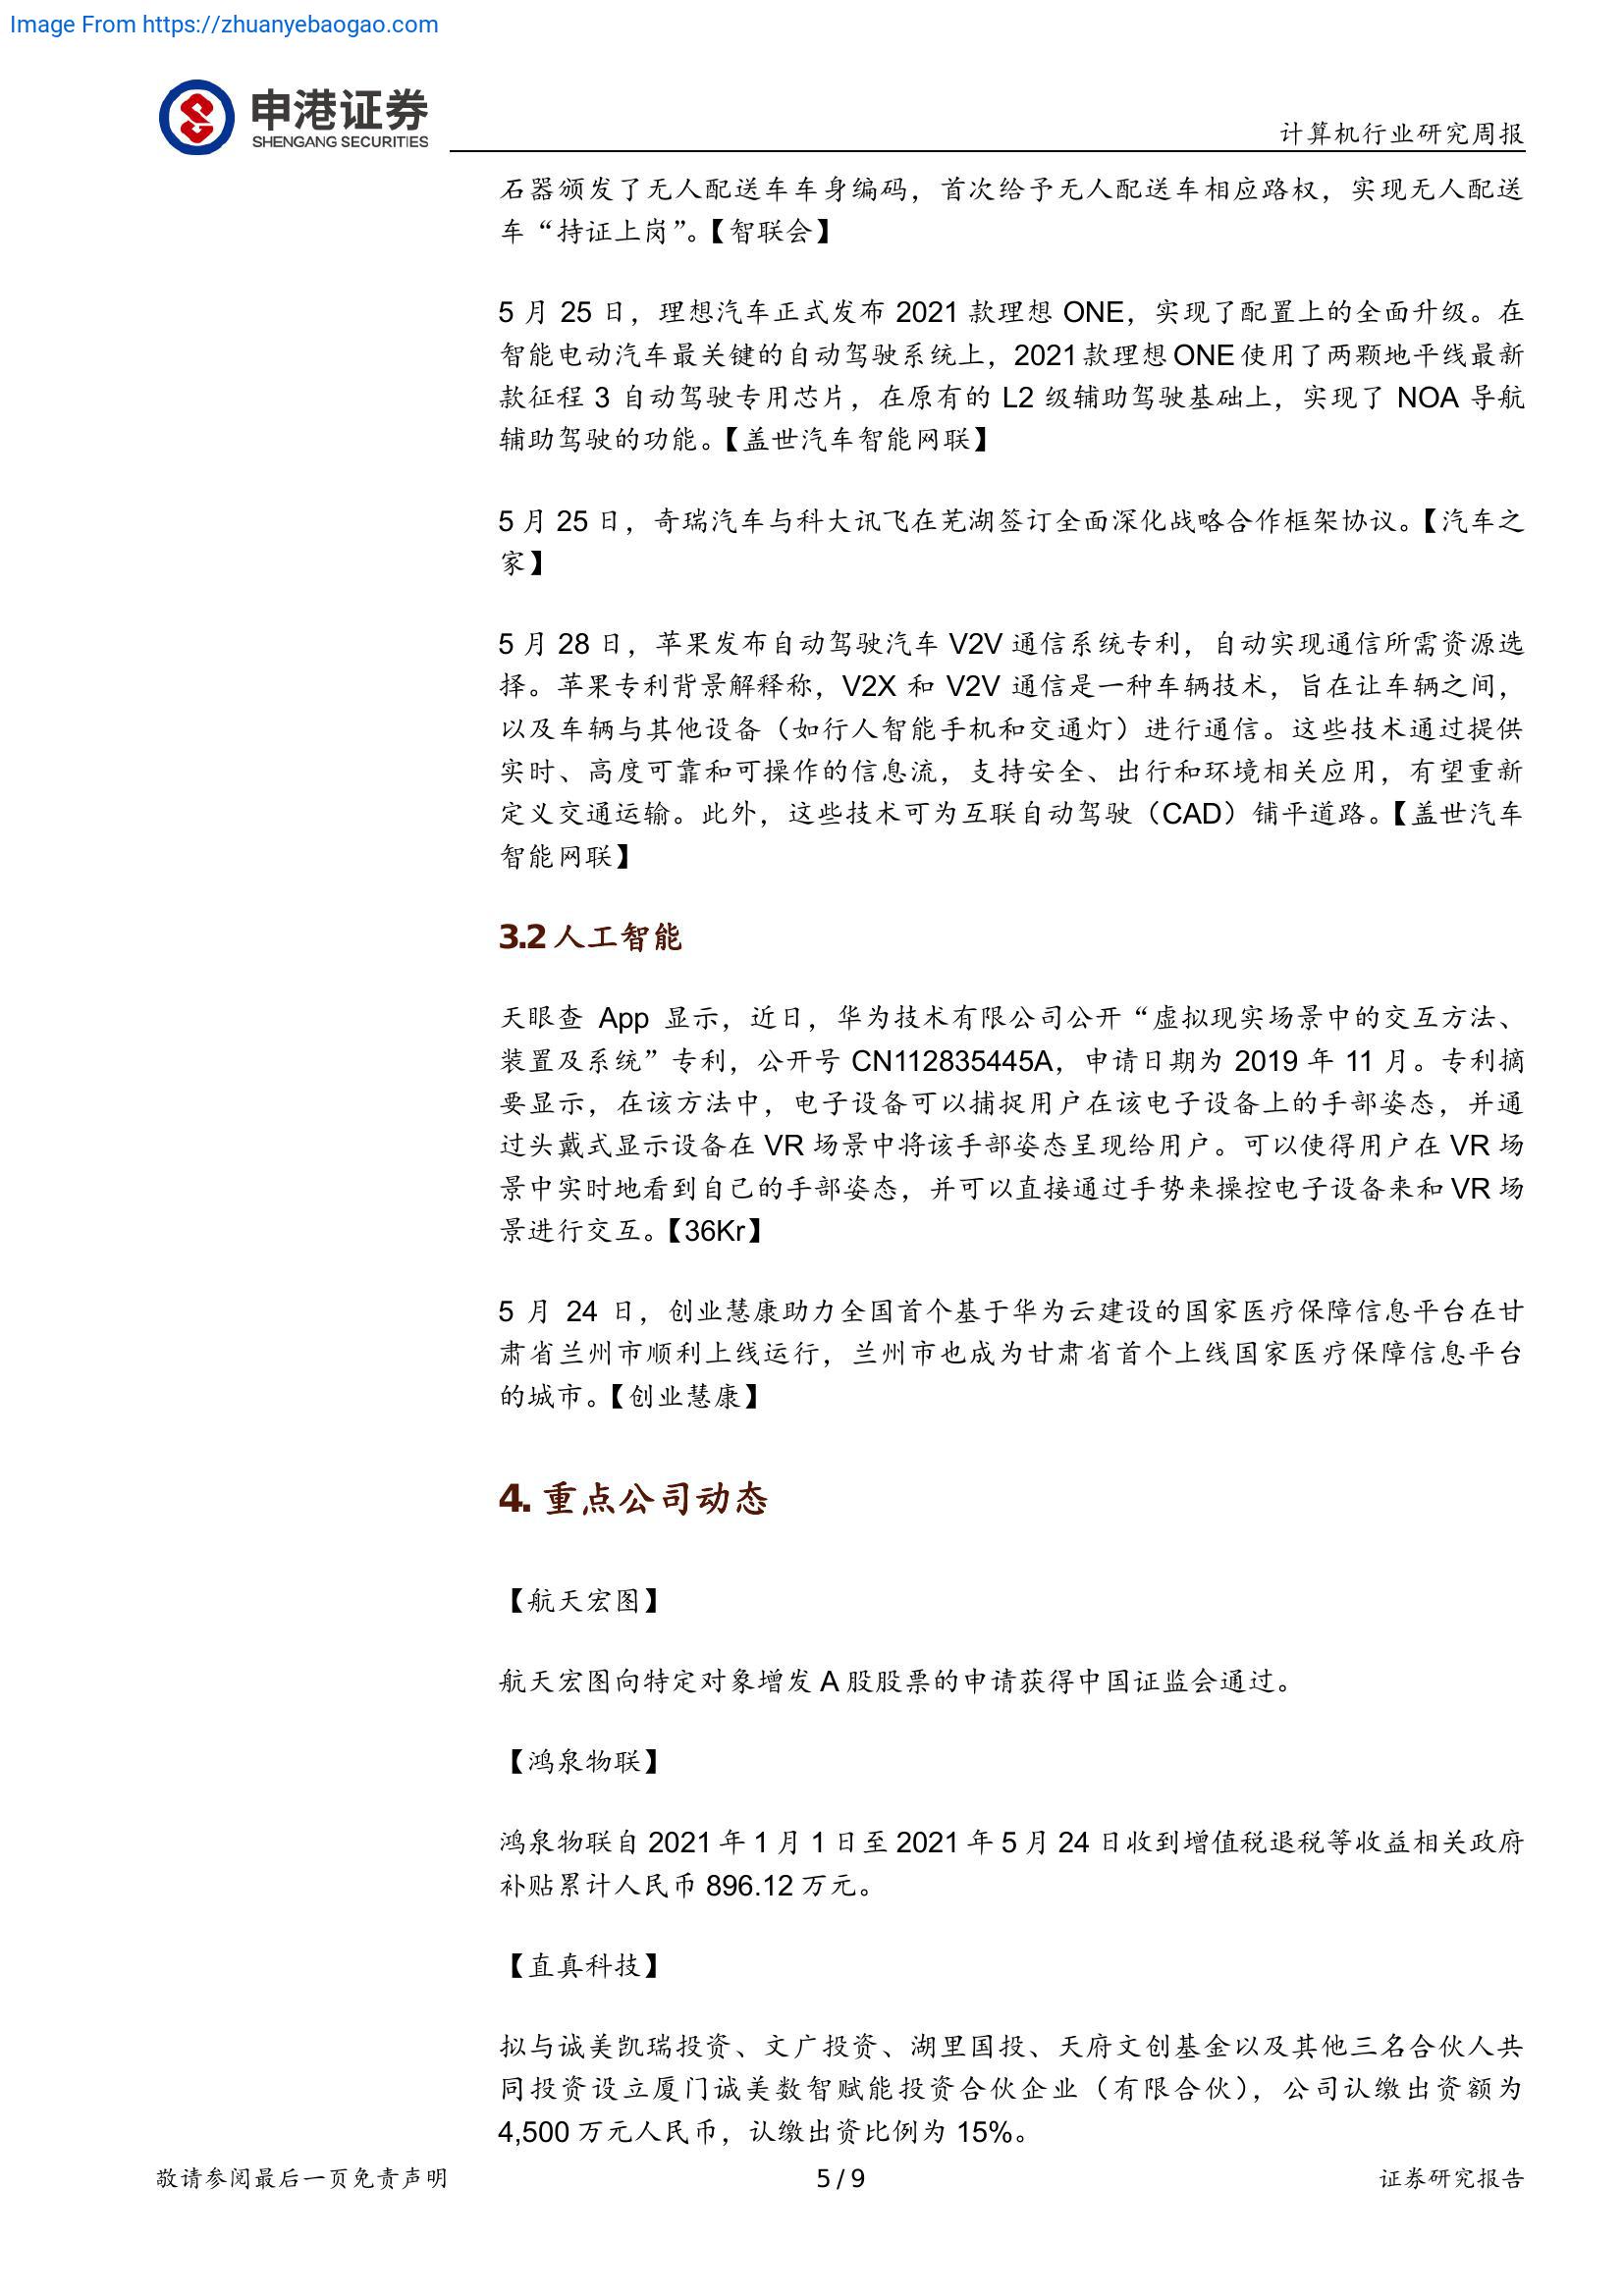 Image From https://zhuanyebaogao.com
申港证券
SHENGANG SECURITIES
计算机行业研究周报
石器颁发了无人配送车车身编码，首次给予无人配送车相应路权，实现无人配送
车“持证上岗”。【智联会】
5 月 25 日，理想汽车正式发布 2021 款理想 ONE，实现了配置上的全面升级。在
智能电动汽车最关键的自动驾驶系统上，2021款理想ONE使用了两颗地平线最新
款征程 3 自动驾驶专用芯片，在原有的 L2 级辅助驾驶基础上，实现了 NOA 导航
辅助驾驶的功能。【盖世汽车智能网联】
5 月 25 日，奇瑞汽车与科大讯飞在芜湖签订全面深化战略合作框架协议。【汽车之
家】
5 月 28 日，苹果发布自动驾驶汽车 V2V 通信系统专利，自动实现通信所需资源选
择。苹果专利背景解释称，V2X 和 V2V 通信是一种车辆技术，旨在让车辆之间，
以及车辆与其他设备（如行人智能手机和交通灯）进行通信。这些技术通过提供
实时、高度可靠和可操作的信息流，支持安全、出行和环境相关应用，有望重新
定义交通运输。此外，这些技术可为互联自动驾驶（CAD）铺平道路。【盖世汽车
智能网联】
3.2 人工智能
天眼查 App 显示，近日，华为技术有限公司公开“虚拟现实场景中的交互方法、
装置及系统”专利，公开号 CN112835445A，申请日期为 2019 年 11 月。专利摘
要显示，在该方法中，电子设备可以捕捉用户在该电子设备上的手部姿态，并通
过头戴式显示设备在 VR 场景中将该手部姿态呈现给用户。可以使得用户在 VR 场
景中实时地看到自己的手部姿态，并可以直接通过手势来操控电子设备来和 VR 场
景进行交互。【36Kr】
5 月 24 日，创业慧康助力全国首个基于华为云建设的国家医疗保障信息平台在甘
肃省兰州市顺利上线运行，兰州市也成为甘肃省首个上线国家医疗保障信息平台
的城市。【创业慧康】
4. 重点公司动态
【航天宏图】
航天宏图向特定对象增发 A 股股票的申请获得中国证监会通过。
【鸿泉物联】
鸿泉物联自 2021 年 1 月 1 日至 2021 年 5 月 24 日收到增值税退税等收益相关政府
补贴累计人民币 896.12 万元。
【直真科技】
拟与诚美凯瑞投资、文广投资、湖里国投、天府文创基金以及其他三名合伙人共
同投资设立厦门诚美数智赋能投资合伙企业（有限合伙），公司认缴出资额为
4,500 万元人民币，认缴出资比例为 15%。
敬请参阅最后一页免责声明
5 / 9
证券研究报告